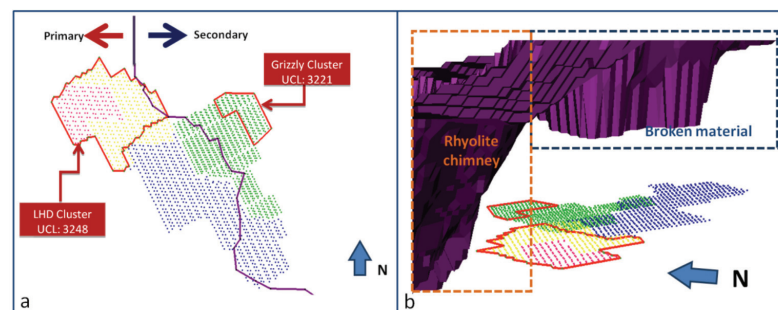 Primary
Secondary
Grizzly Cluster
UCL: 3221
LHD Cluster
UCL: 3248
N
a
Rhyolite
chimney
Broken material
N
b